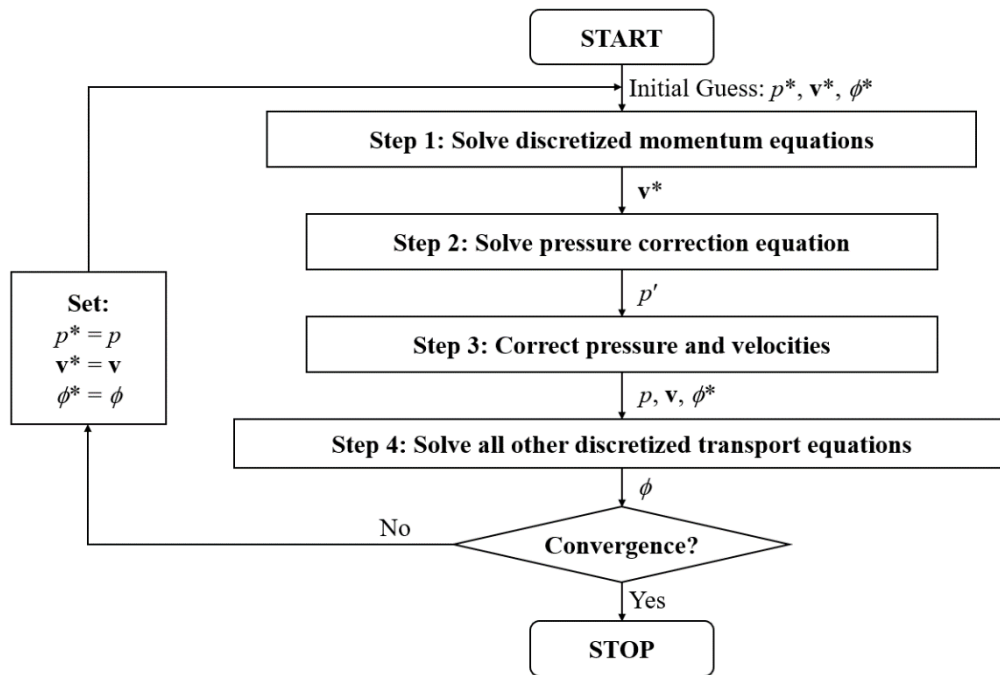 START
Initial Guess: p*, v*, ϕ*
Step 1: Solve discretized momentum equations
v*
Step 2: Solve pressure correction equation
p′
Step 3: Correct pressure and velocities
p, v, ϕ*
Step 4: Solve all other discretized transport equations
ϕ
Convergence?
No
Yes
STOP
Set:
p* = p
v* = v
ϕ* = ϕ